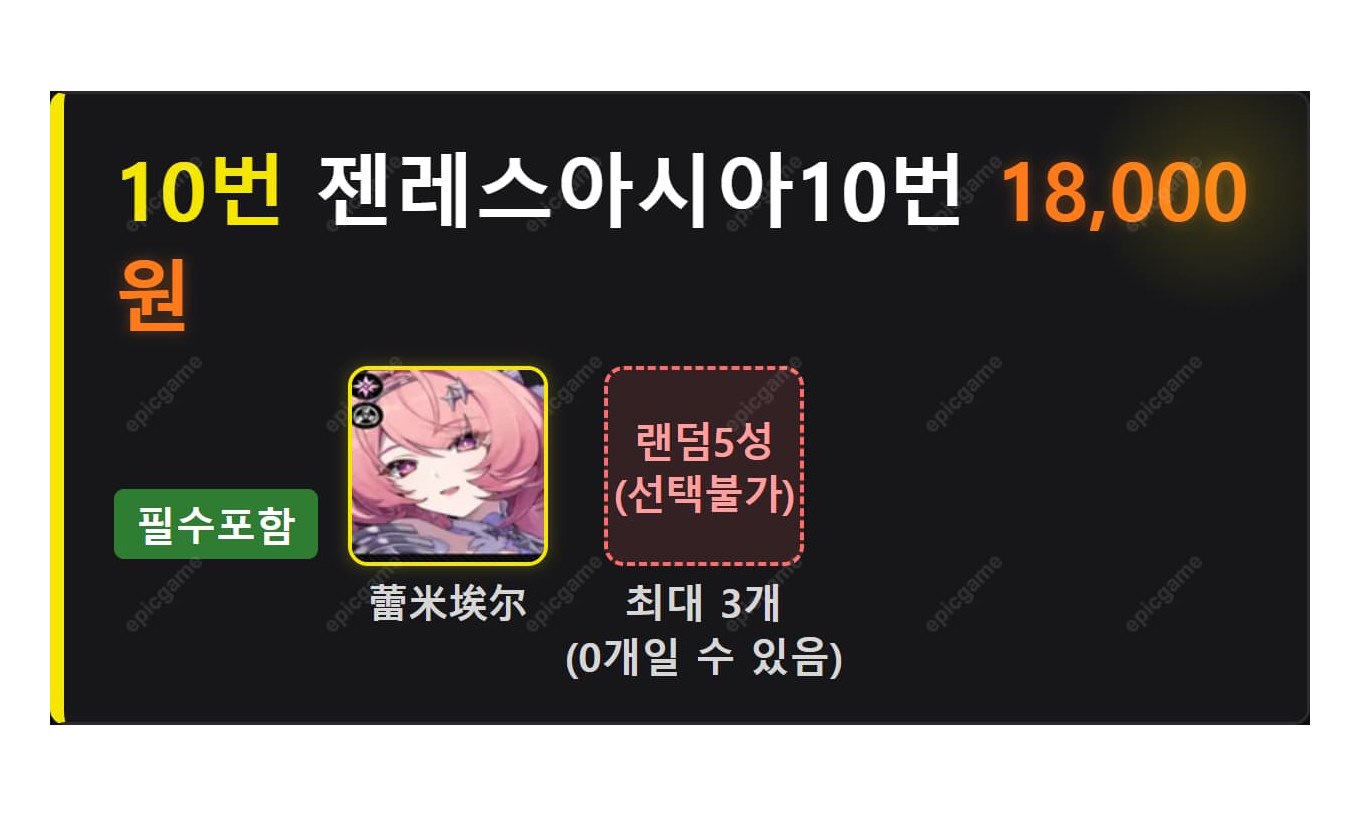 10번 젠레스아시아10번 18,000
원
필수포함
랜덤5성
(선택불가)
蕾米埃尔
최대 3개
(0개일 수 있음)
epicgame